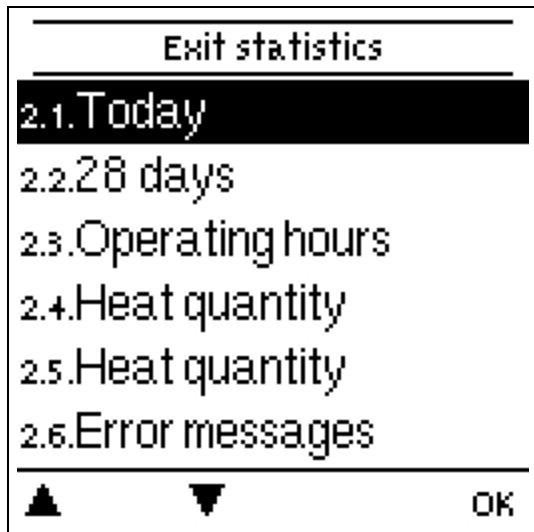 Exit statistics
2.1.Today
2.2.28 days
2.3.Operating hours
2.4.Heat quantity
2.5.Heat quantity
2.6.Error messages
▲ ▼ OK